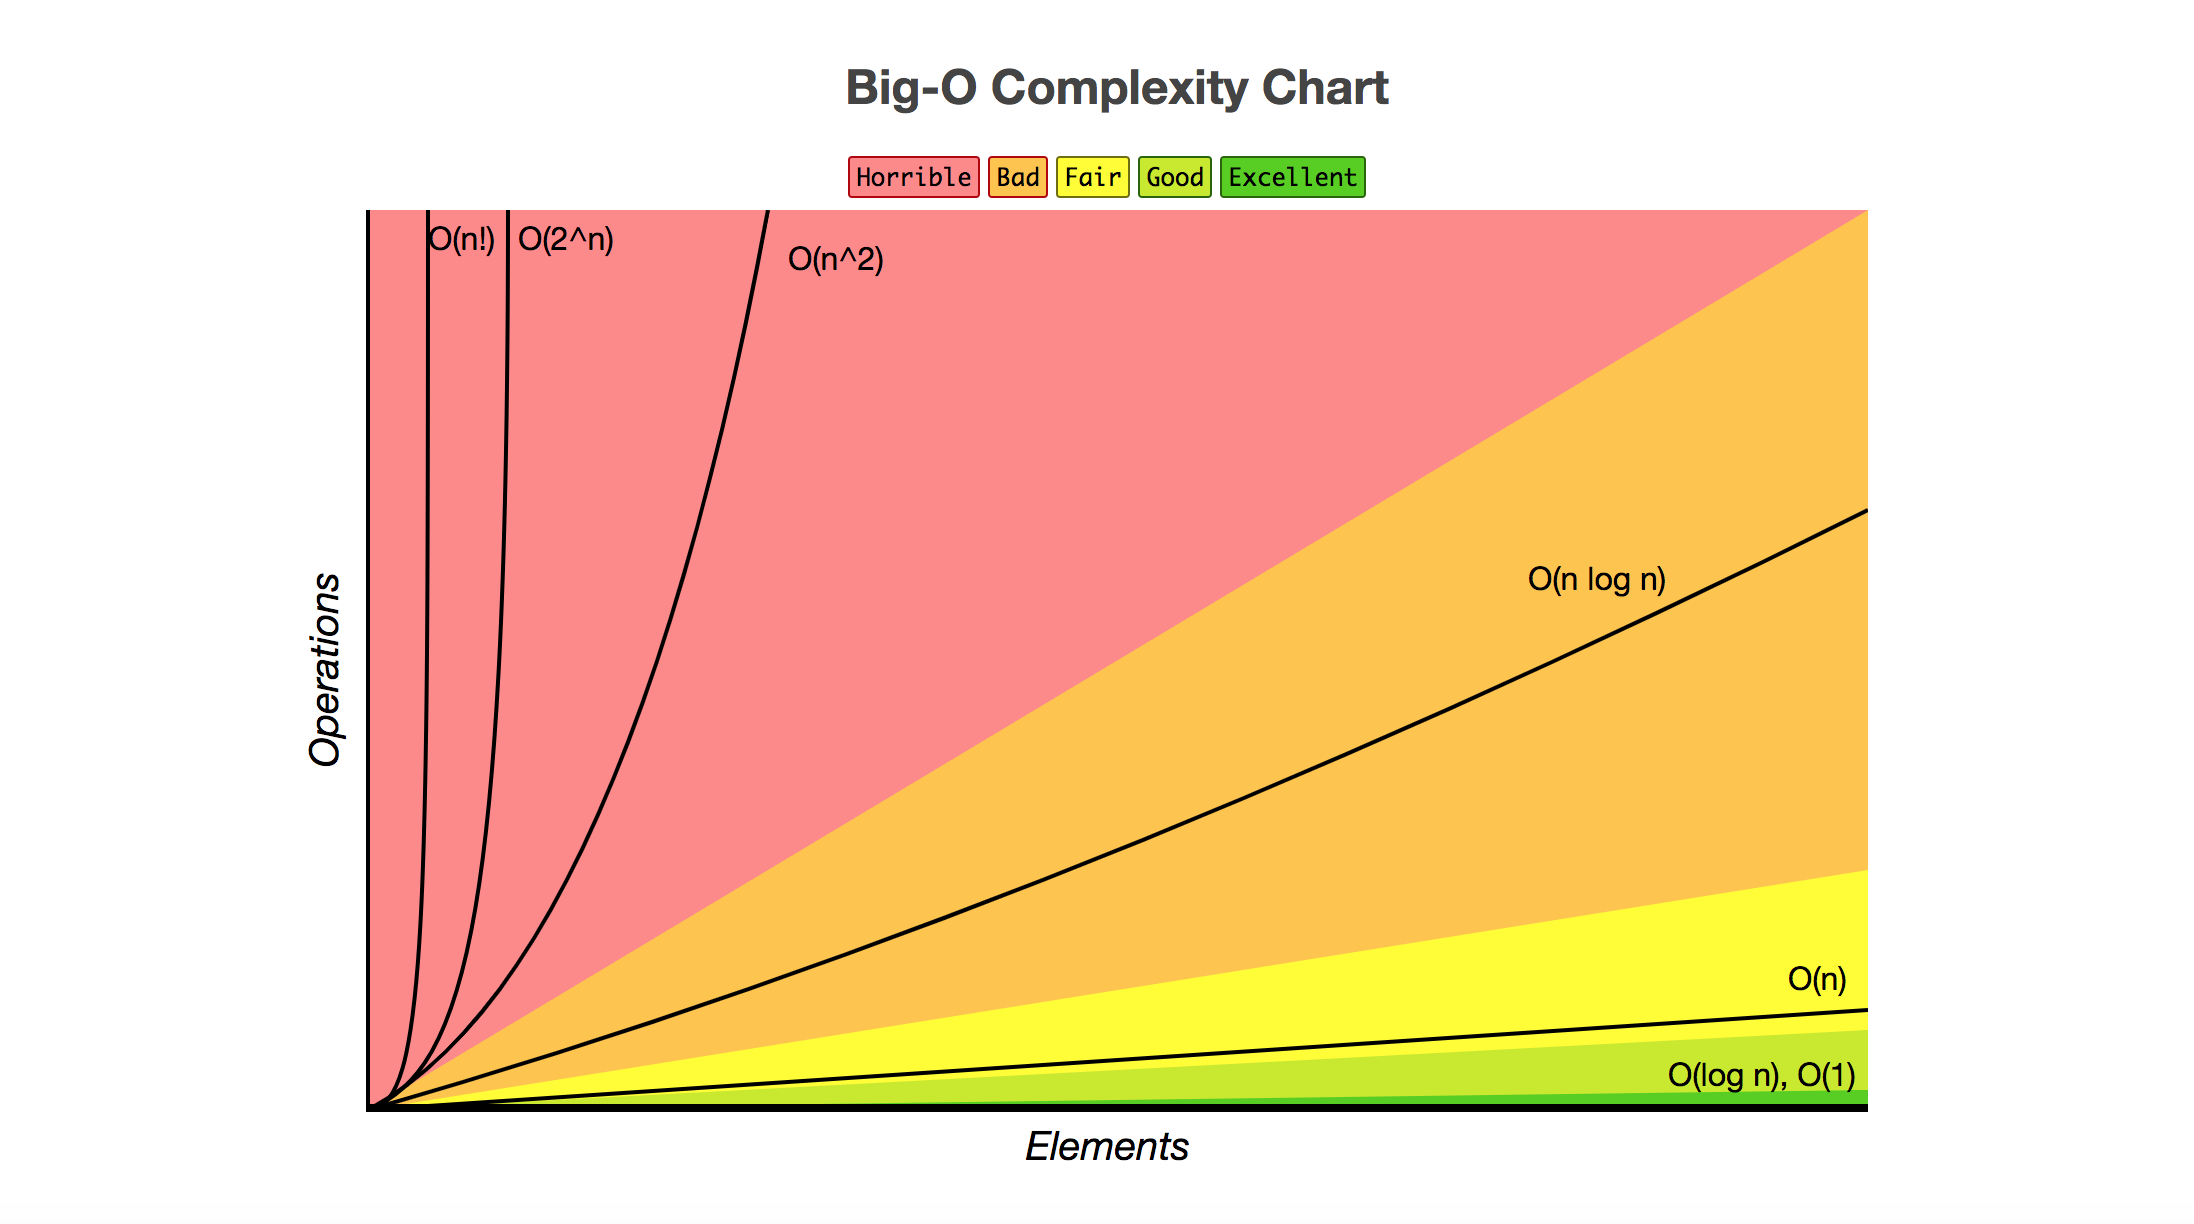 Big-O Complexity Chart
Horrible Bad Fair Good Excellent
O(n!) O(2^n)
O(n^2)
O(n log n)
Operations
O(n)
O(log n), O(1)
Elements